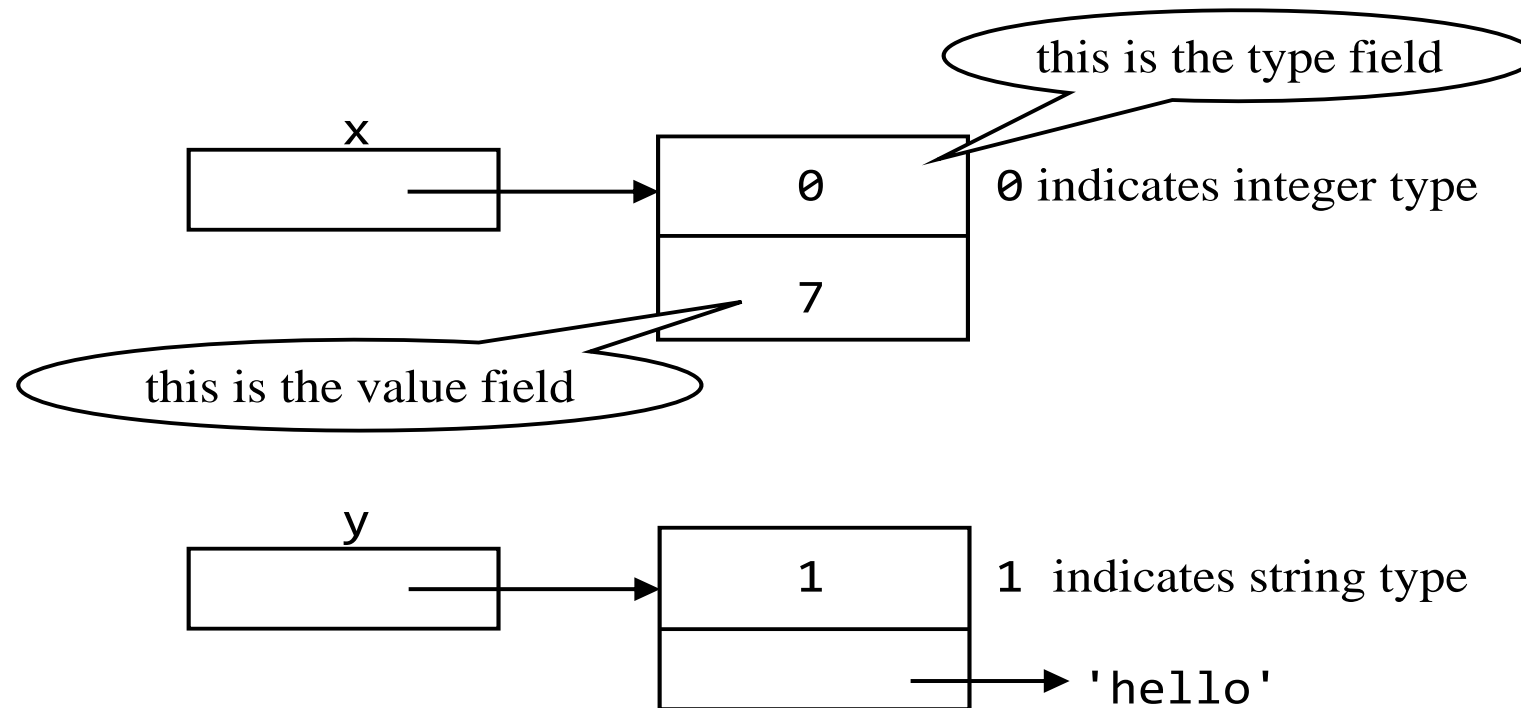 this is the type field
x
0
0 indicates integer type
7
this is the value field
y
1
1 indicates string type
'hello'